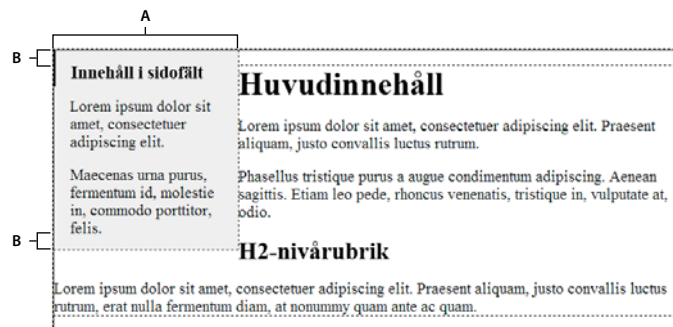 A
B
Innehåll i sidofält
Lorem ipsum dolor sit
amet, consectetuer
adipiscing elit.
Maecenas urna purus,
fermentum id, molestie
in, commodo porttitor,
felis.
B
Huvudinnehåll
Lorem ipsum dolor sit amet, consectetuer adipiscing elit. Praesent
aliquam, justo convallis luctus rutrum.
Phasellus tristique purus a augue condimentum adipiscing. Aenean
sagittis. Etiam leo pede, rhoncus venenatis, tristique in, vulputate at,
odio.
H2-nivårubrik
Lorem ipsum dolor sit amet, consectetuer adipiscing elit. Praesent aliquam, justo convallis luctus
rutrum, erat nulla fermentum diam, at nonummy quam ante ac quam.